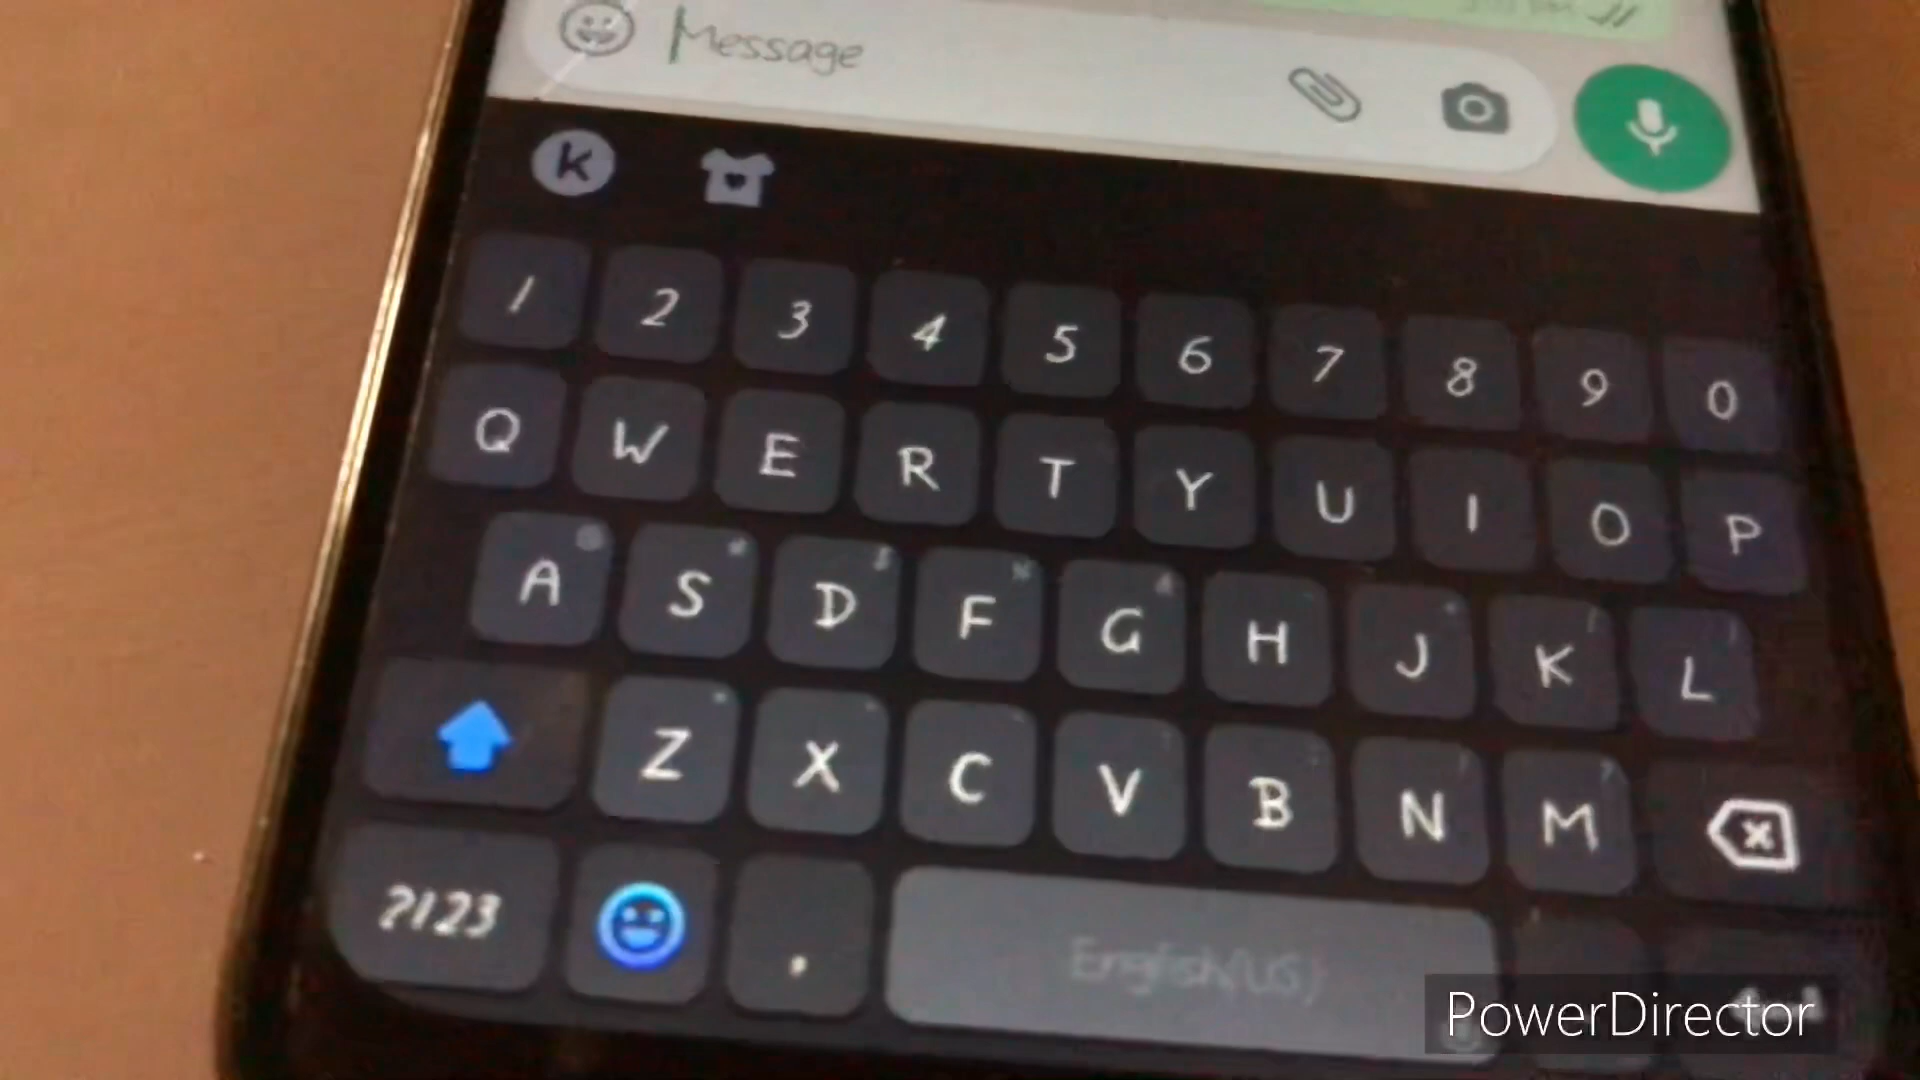 Message
K
1 2 3 4 5 6 7 8 9 0
Q W E R T Y U I O P
A S D F G H J K L
Z X C V B N M
?123 , English(US)
PowerDirector